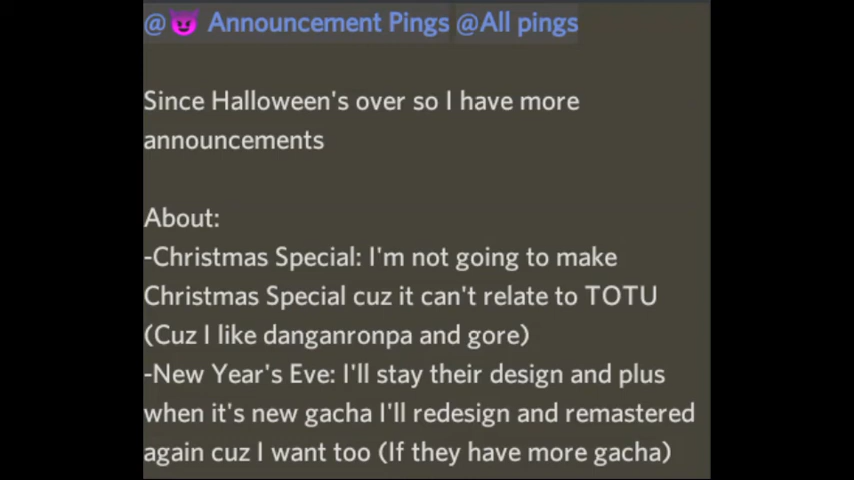 @😈 Announcement Pings @All pings
Since Halloween's over so I have more
announcements
About:
-Christmas Special: I'm not going to make
Christmas Special cuz it can't relate to TOTU
(Cuz I like danganronpa and gore)
-New Year's Eve: I'll stay their design and plus
when it's new gacha I'll redesign and remastered
again cuz I want too (If they have more gacha)